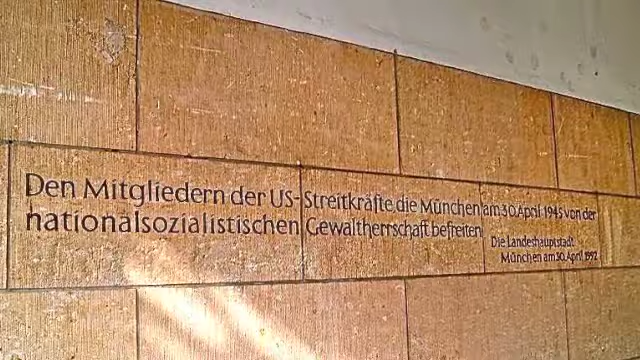 Den Mitgliedern der US-Streitkräfte, die München am 30. April 1945 von der
nationalsozialistischen Gewaltherrschaft befreiten
Die Landeshauptstadt
München am 30. April 1992